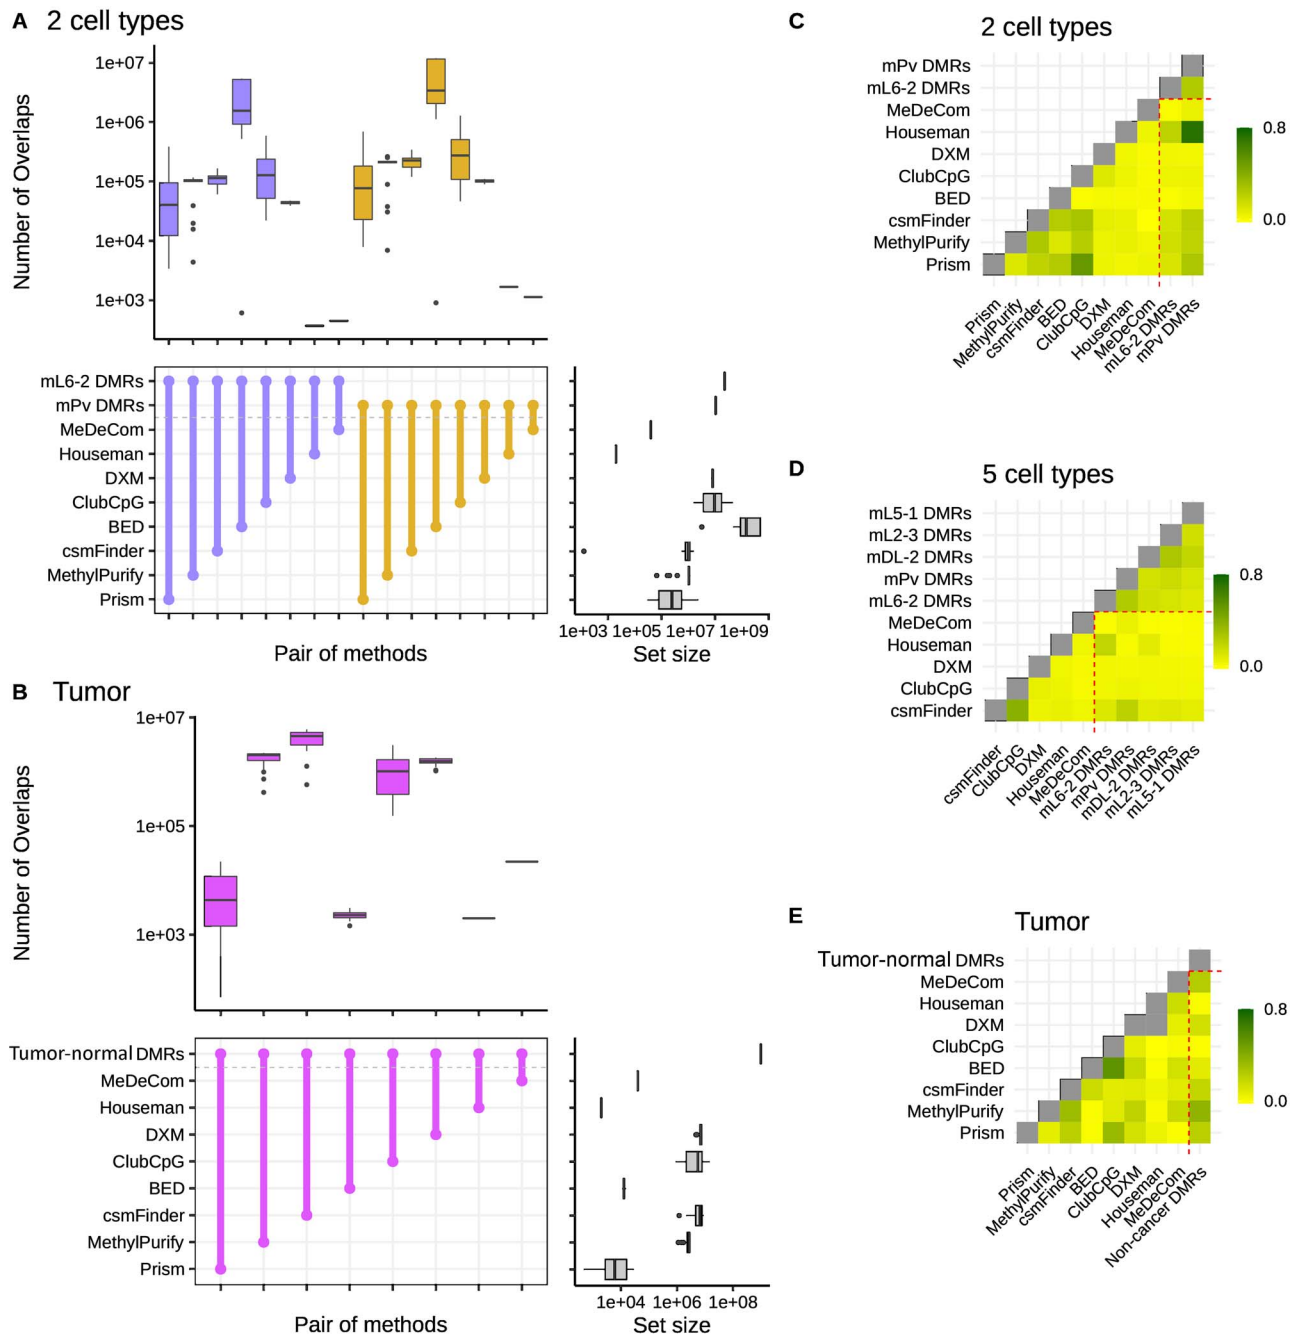 A 2 cell types
Number of Overlaps
1e+07
1e+06
1e+05
1e+04
1e+03
mL6-2 DMRs
mPv DMRs
MeDeCom
Houseman
DXM
ClubCpG
BED
csmFinder
MethylPurify
Prism
Pair of methods
1e+03 1e+05 1e+07 1e+09
Set size
B Tumor
Number of Overlaps
1e+07
1e+05
1e+03
Tumor-normal DMRs
MeDeCom
Houseman
DXM
ClubCpG
BED
csmFinder
MethylPurify
Prism
Pair of methods
1e+04 1e+06 1e+08
Set size
C 2 cell types
mPv DMRs
mL6-2 DMRs
MeDeCom
Houseman
DXM
ClubCpG
BED
csmFinder
MethylPurify
Prism
Prism
MethylPurify
csmFinder
BED
ClubCpG
DXM
Houseman
MeDeCom
mL6-2 DMRs
mPv DMRs
0.8
0.0
D 5 cell types
mL5-1 DMRs
mL2-3 DMRs
mDL-2 DMRs
mPv DMRs
mL6-2 DMRs
MeDeCom
Houseman
DXM
ClubCpG
csmFinder
csmFinder
ClubCpG
DXM
Houseman
MeDeCom
mL6-2 DMRs
mPv DMRs
mDL-2 DMRs
mL2-3 DMRs
mL5-1 DMRs
0.8
0.0
E Tumor
Tumor-normal DMRs
MeDeCom
Houseman
DXM
ClubCpG
BED
csmFinder
MethylPurify
Prism
Prism
MethylPurify
csmFinder
BED
ClubCpG
DXM
Houseman
MeDeCom
Non-cancer DMRs
0.8
0.0